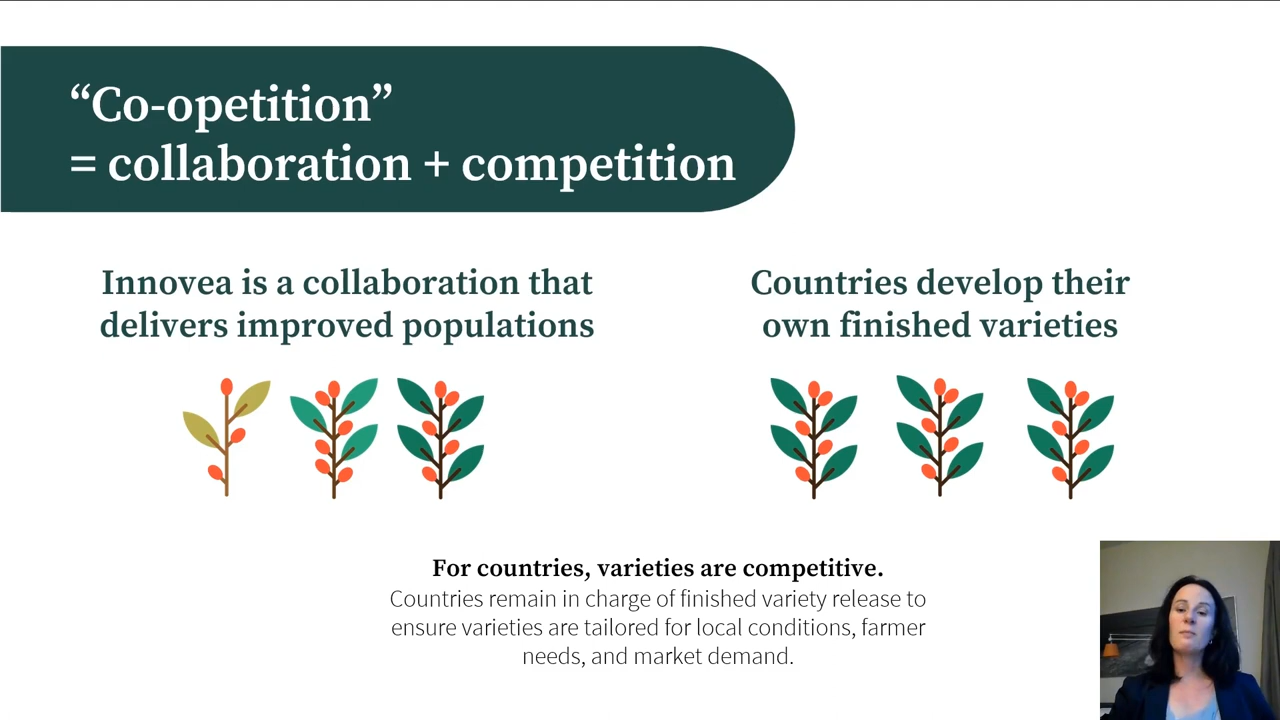 “Co-opetition”
= collaboration + competition
Innovea is a collaboration that
delivers improved populations
Countries develop their
own finished varieties
For countries, varieties are competitive.
Countries remain in charge of finished variety release to
ensure varieties are tailored for local conditions, farmer
needs, and market demand.